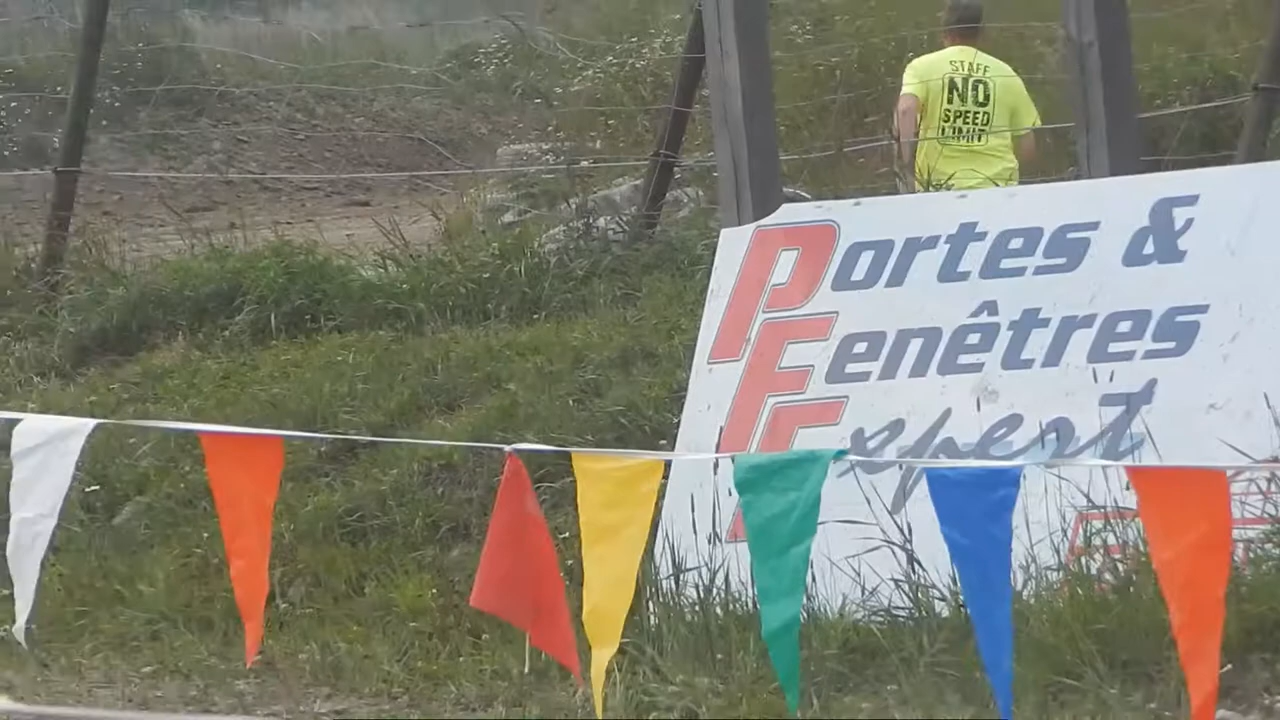 STAFF
NO
SPEED
LIMIT
Portes &
Fenêtres
Expert